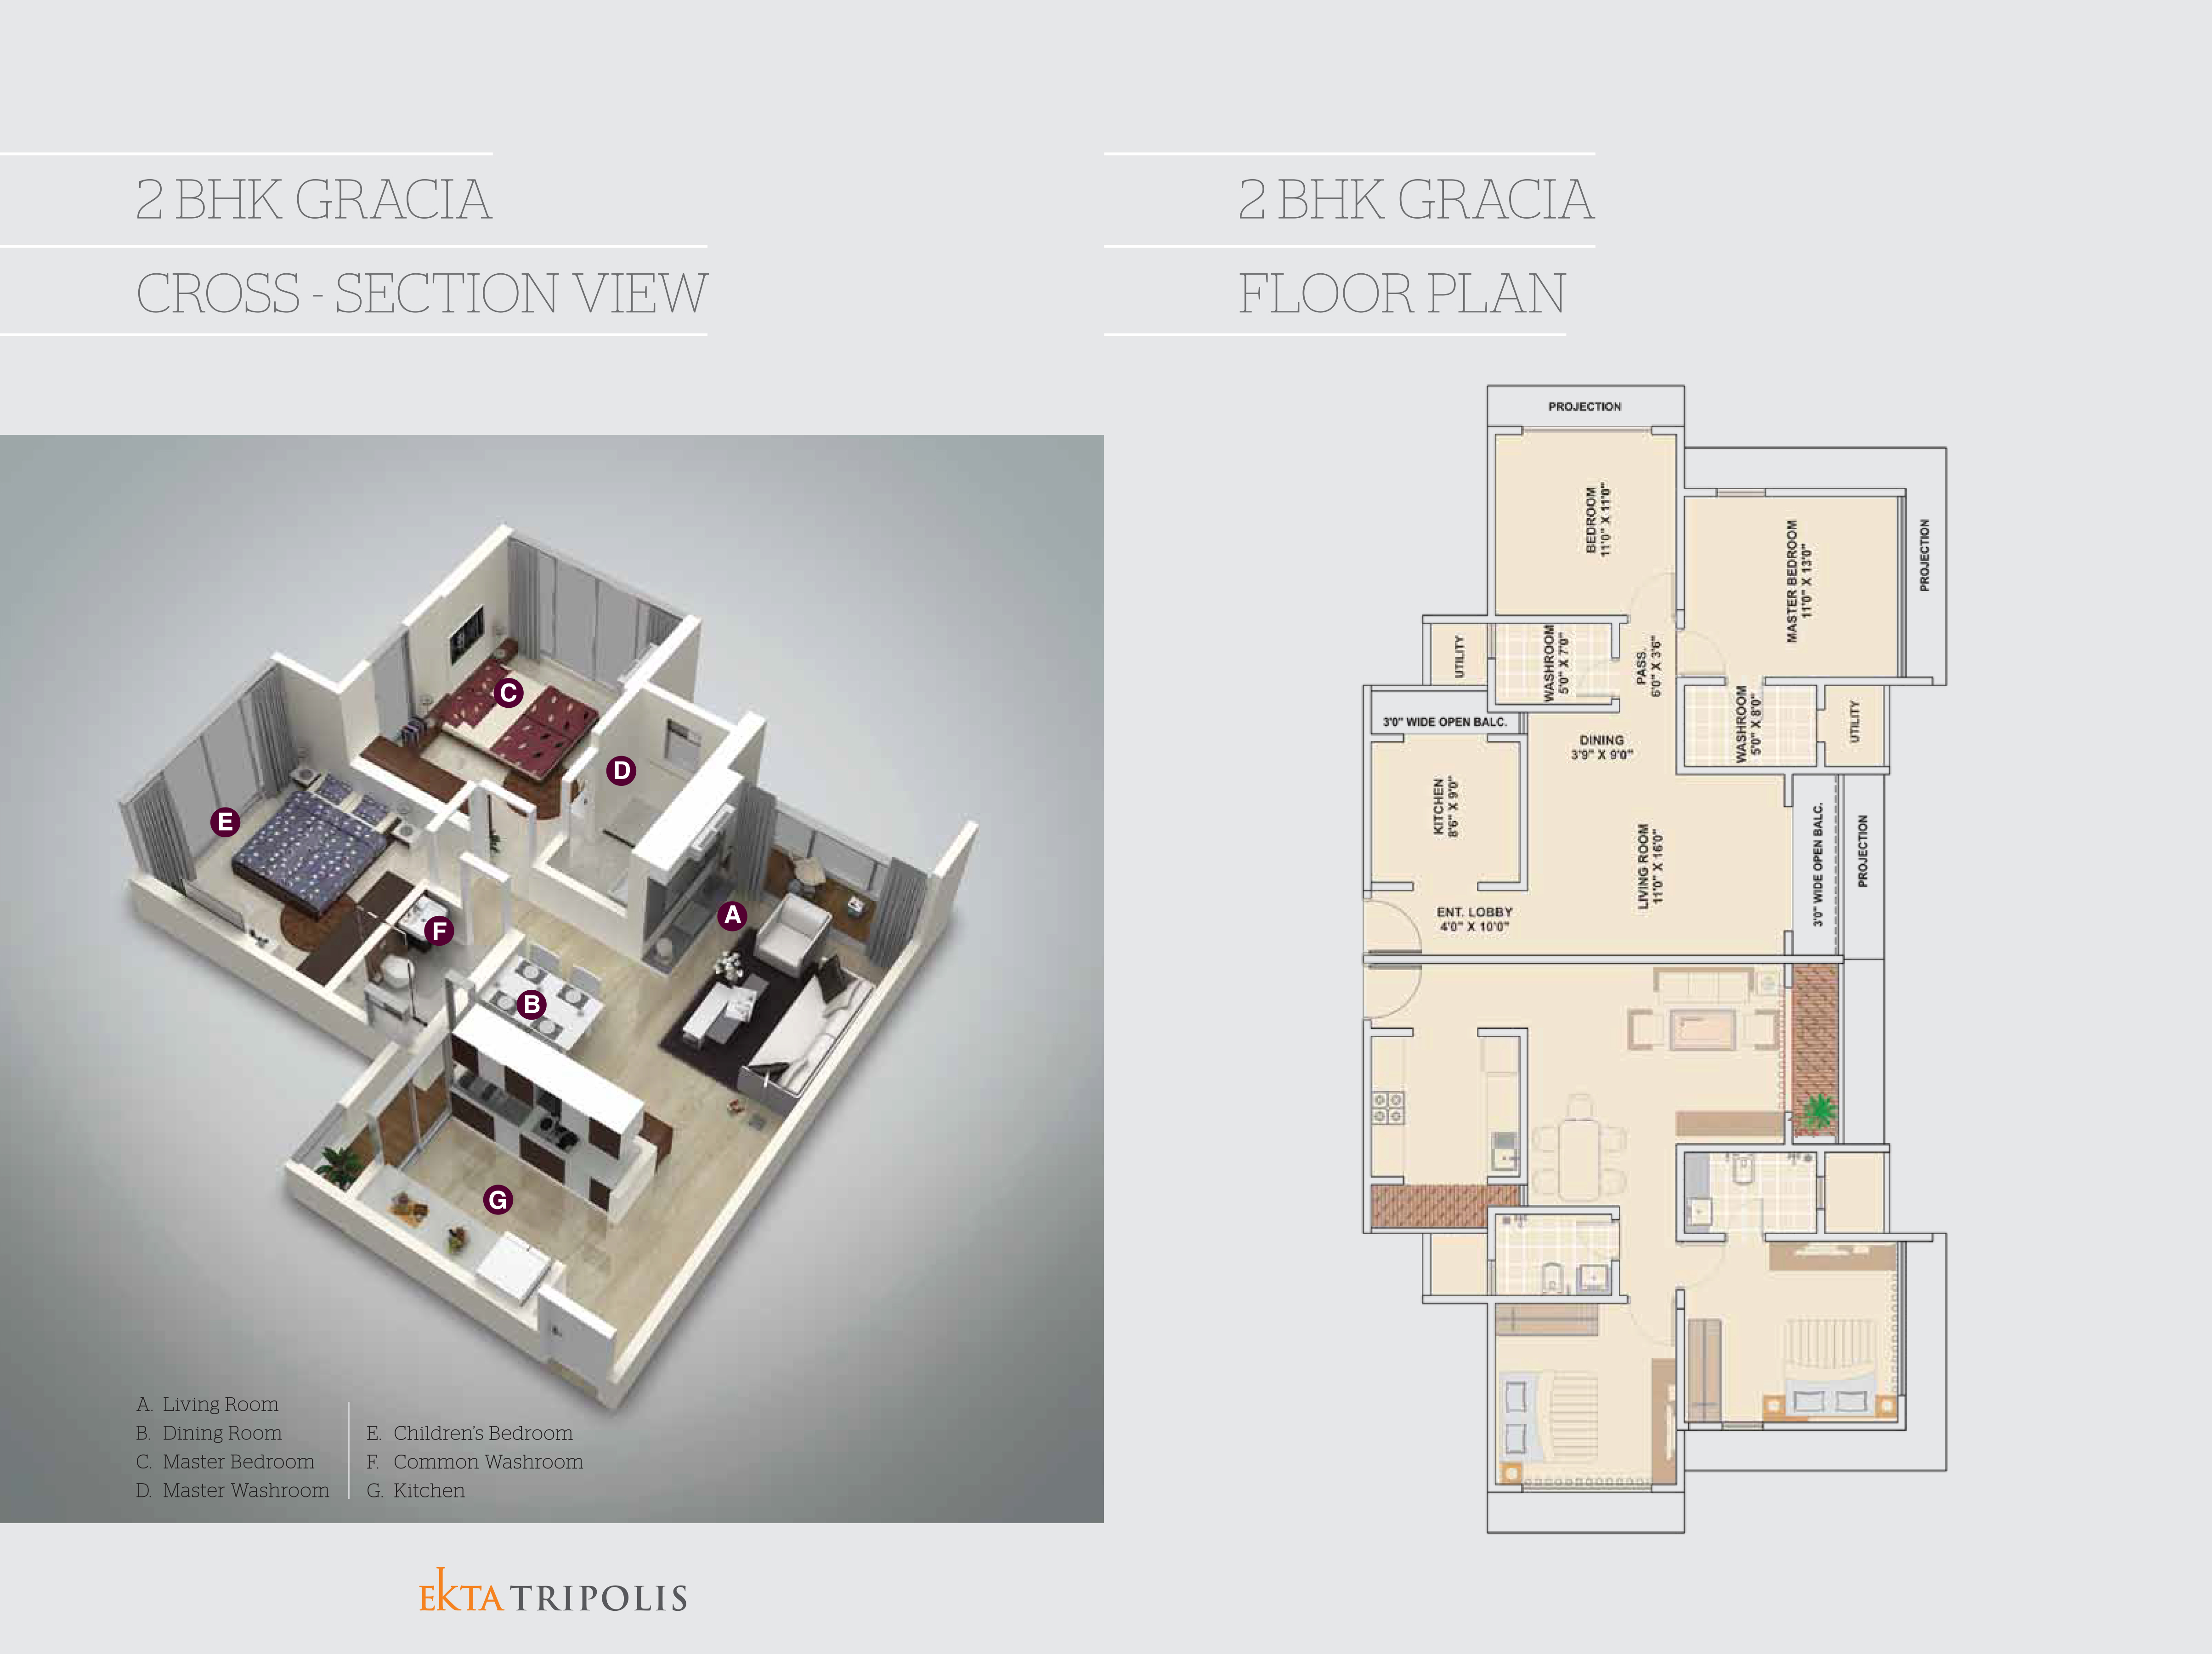 2 BHK GRACIA
CROSS - SECTION VIEW
C
D
E
A
F
B
G
A. Living Room
B. Dining Room
C. Master Bedroom
D. Master Washroom
E. Children's Bedroom
F. Common Washroom
G. Kitchen
EKTA TRIPOLIS
2 BHK GRACIA
FLOOR PLAN
PROJECTION
BEDROOM
11'0" X 11'0"
MASTER BEDROOM
11'0" X 13'0"
PROJECTION
UTILITY
WASHROOM
5'0" X 7'0"
PASS.
6'0" X 3'6"
3'0" WIDE OPEN BALC.
DINING
3'9" X 9'0"
WASHROOM
5'0" X 8'0"
UTILITY
KITCHEN
8'6" X 9'0"
LIVING ROOM
11'0" X 16'0"
3'0" WIDE OPEN BALC.
PROJECTION
ENT. LOBBY
4'0" X 10'0"